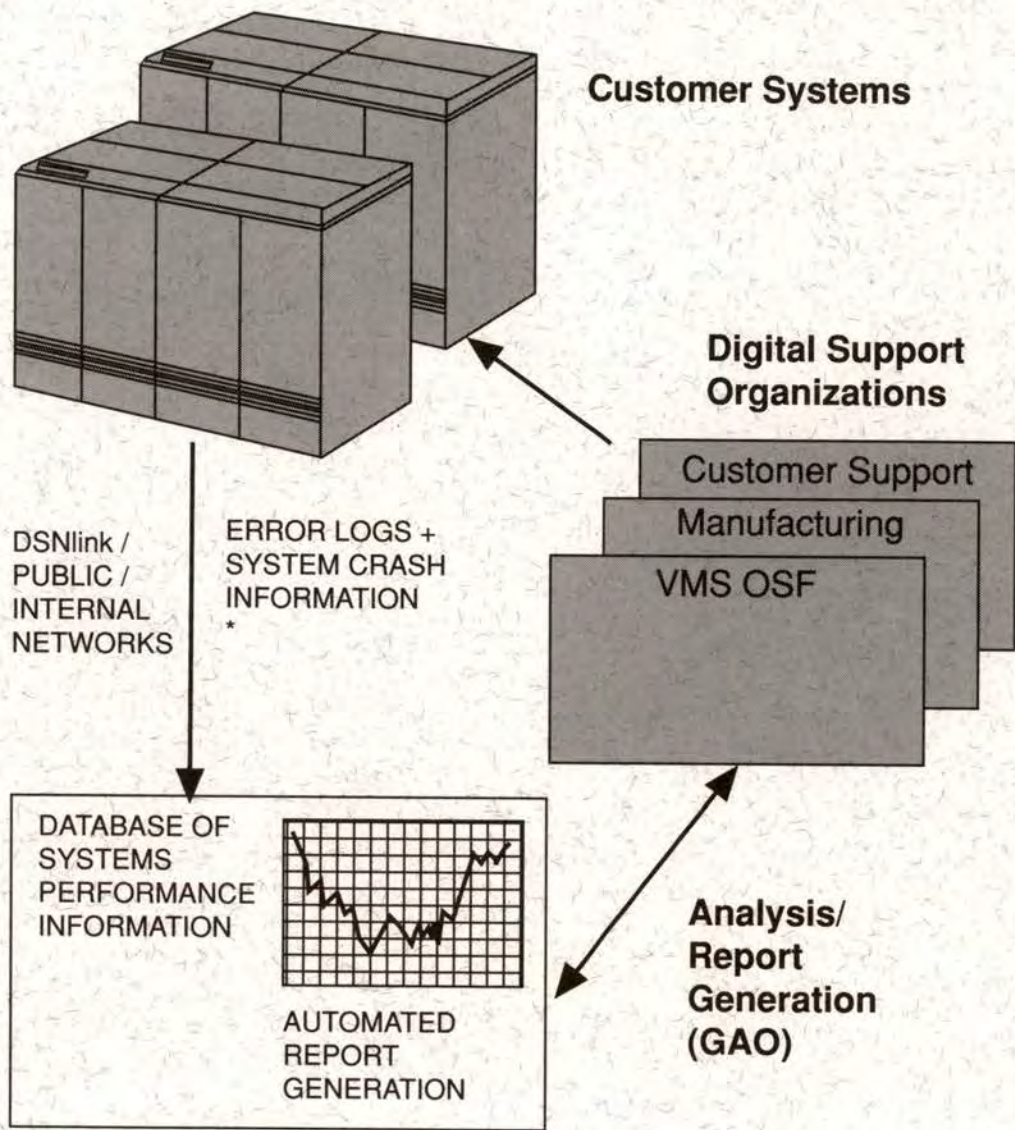 Customer Systems
Digital Support
Organizations
Customer Support
Manufacturing
VMS OSF
DSNlink /
PUBLIC /
INTERNAL
NETWORKS
ERROR LOGS +
SYSTEM CRASH
INFORMATION
*
DATABASE OF
SYSTEMS
PERFORMANCE
INFORMATION
AUTOMATED
REPORT
GENERATION
Analysis/
Report
Generation
(GAO)